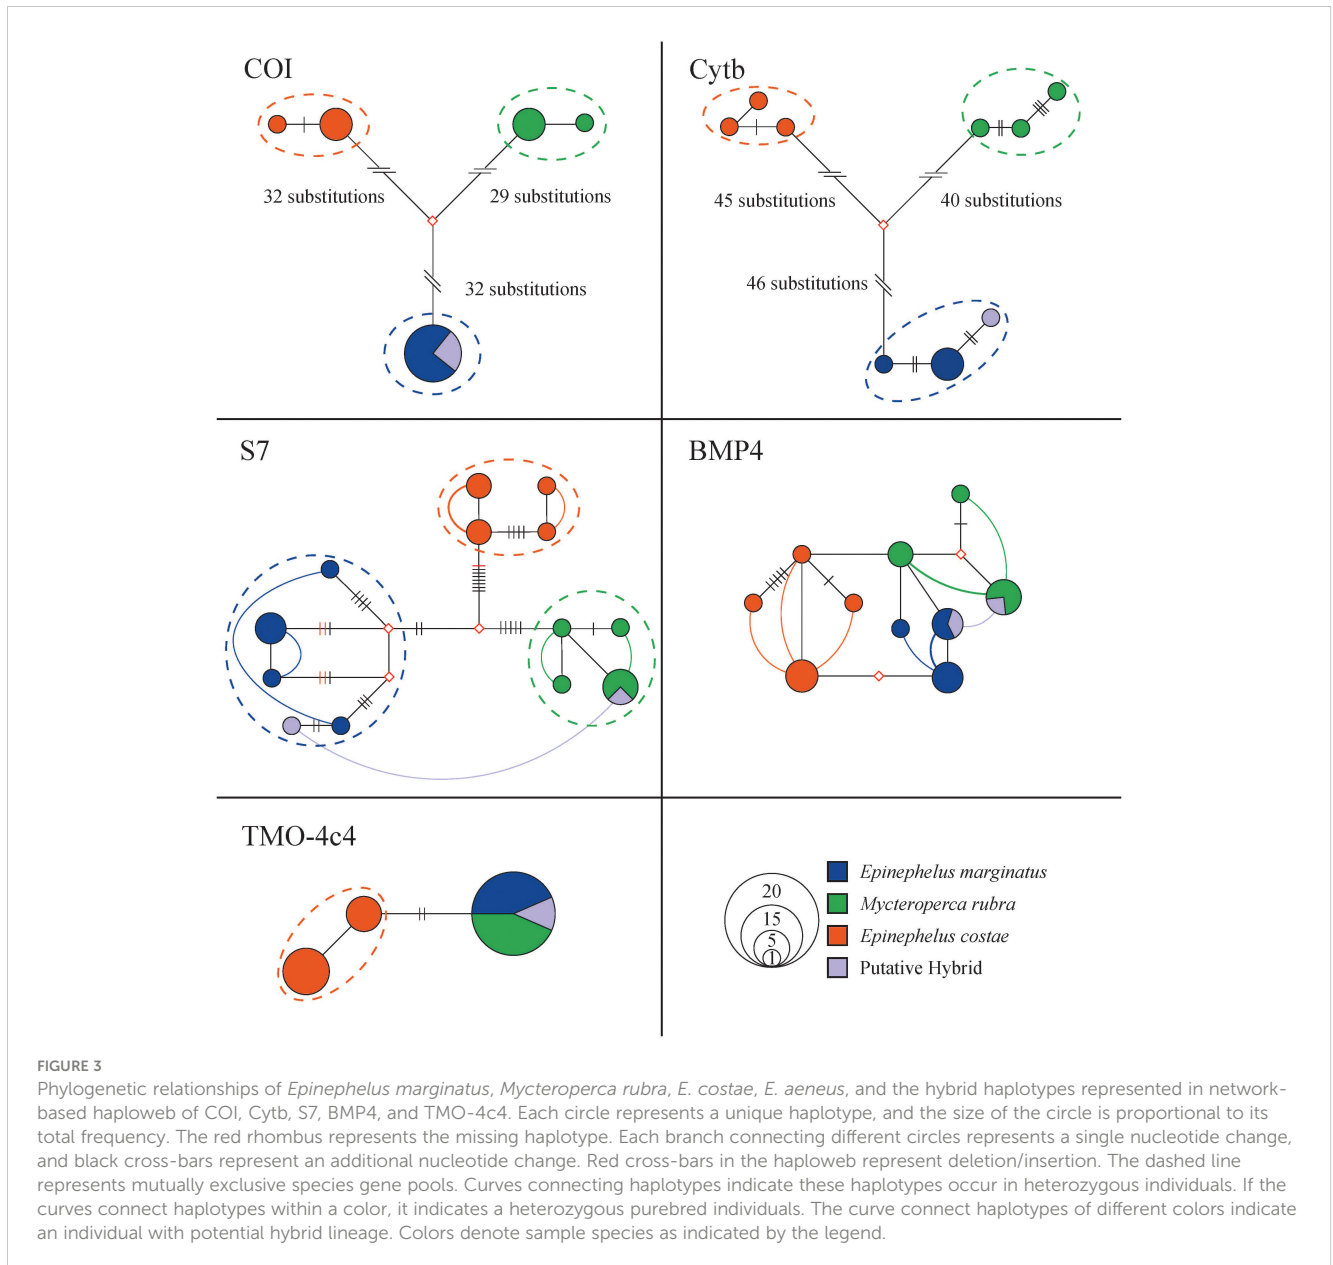 COI
32 substitutions
29 substitutions
32 substitutions
Cytb
45 substitutions
40 substitutions
46 substitutions
S7
BMP4
TMO-4c4
20
15
5
1
Epinephelus marginatus
Mycteroperca rubra
Epinephelus costae
Putative Hybrid
FIGURE 3
Phylogenetic relationships of Epinephelus marginatus, Mycteroperca rubra, E. costae, E. aeneus, and the hybrid haplotypes represented in network-
based haploweb of COI, Cytb, S7, BMP4, and TMO-4c4. Each circle represents a unique haplotype, and the size of the circle is proportional to its
total frequency. The red rhombus represents the missing haplotype. Each branch connecting different circles represents a single nucleotide change,
and black cross-bars represent an additional nucleotide change. Red cross-bars in the haploweb represent deletion/insertion. The dashed line
represents mutually exclusive species gene pools. Curves connecting haplotypes indicate these haplotypes occur in heterozygous individuals. If the
curves connect haplotypes within a color, it indicates a heterozygous purebred individuals. The curve connect haplotypes of different colors indicate
an individual with potential hybrid lineage. Colors denote sample species as indicated by the legend.